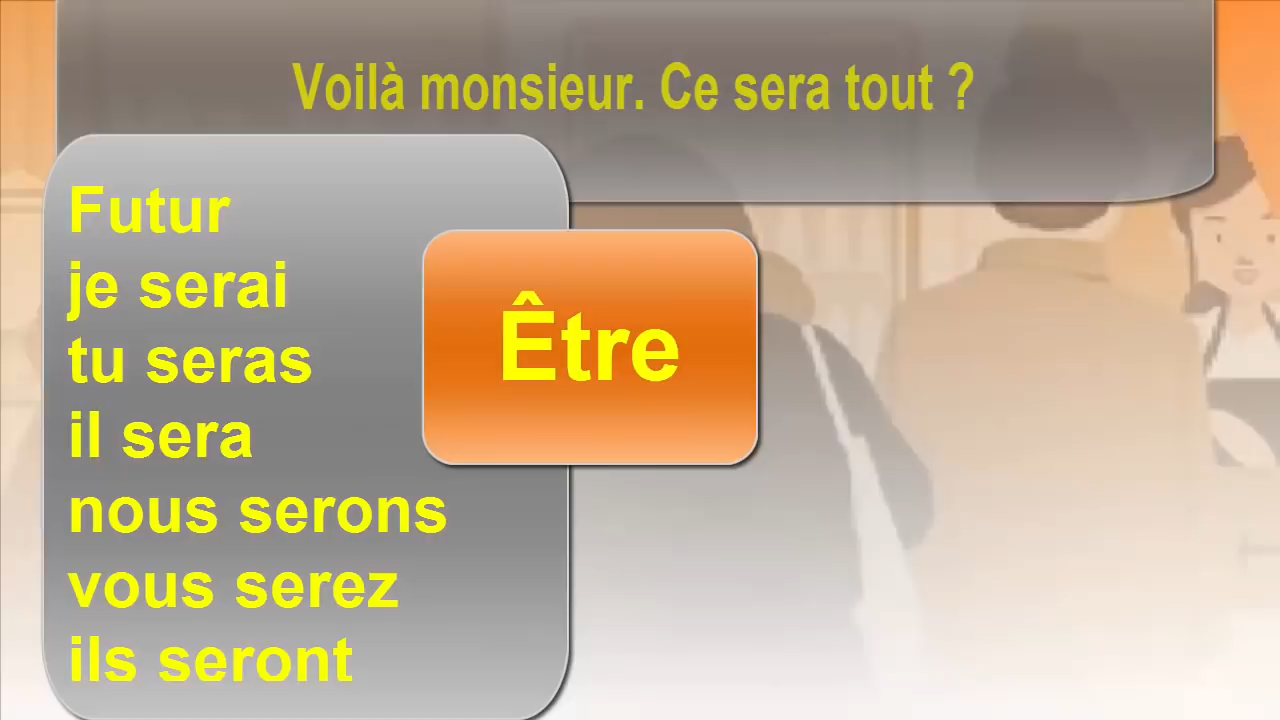 Voilà monsieur. Ce sera tout ?
Futur
je serai
tu seras
il sera
nous serons
vous serez
ils seront
Être